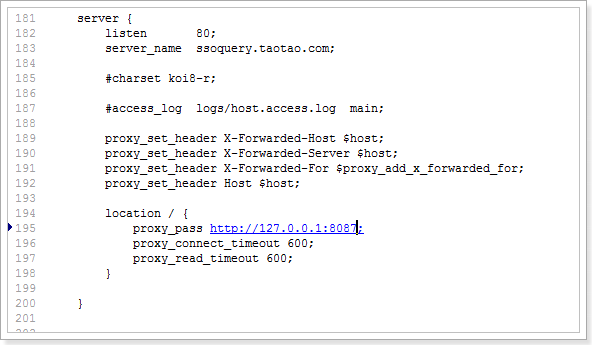 181 server {
182 listen 80;
183 server_name ssoquery.taotao.com;
184
185 #charset koi8-r;
186
187 #access_log logs/host.access.log main;
188
189 proxy_set_header X-Forwarded-Host $host;
190 proxy_set_header X-Forwarded-Server $host;
191 proxy_set_header X-Forwarded-For $proxy_add_x_forwarded_for;
192 proxy_set_header Host $host;
193
194 location / {
195 proxy_pass http://127.0.0.1:8087;
196 proxy_connect_timeout 600;
197 proxy_read_timeout 600;
198 }
199
200 }
201